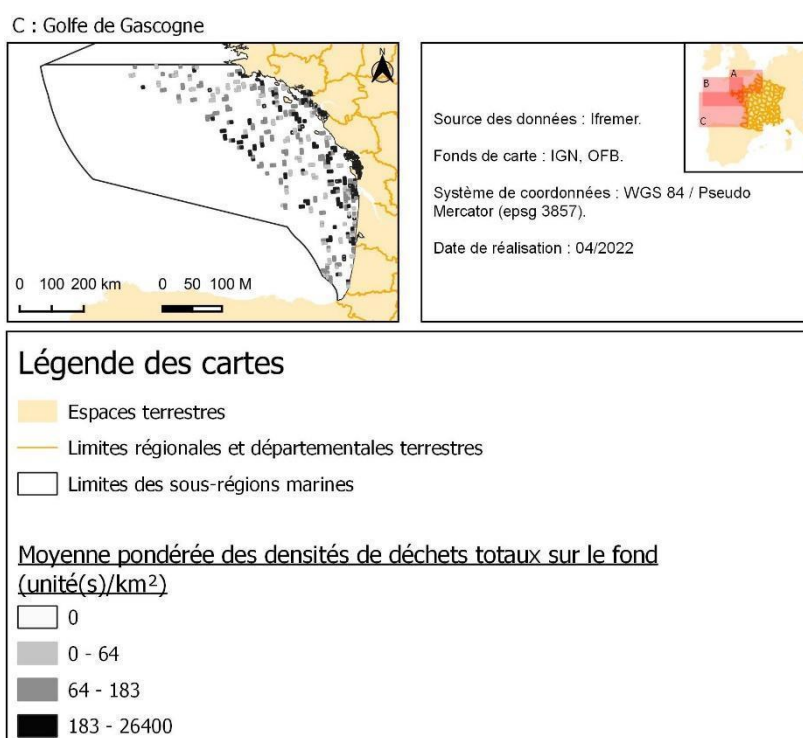 C : Golfe de Gascogne
N
0 100 200 km
0 50 100 M
Source des données : Ifremer.
Fonds de carte : IGN, OFB.
Système de coordonnées : WGS 84 / Pseudo
Mercator (epsg 3857).
Date de réalisation : 04/2022
A
B
C
Légende des cartes
Espaces terrestres
Limites régionales et départementales terrestres
Limites des sous-régions marines
Moyenne pondérée des densités de déchets totaux sur le fond
(unité(s)/km²)
0
0 - 64
64 - 183
183 - 26400